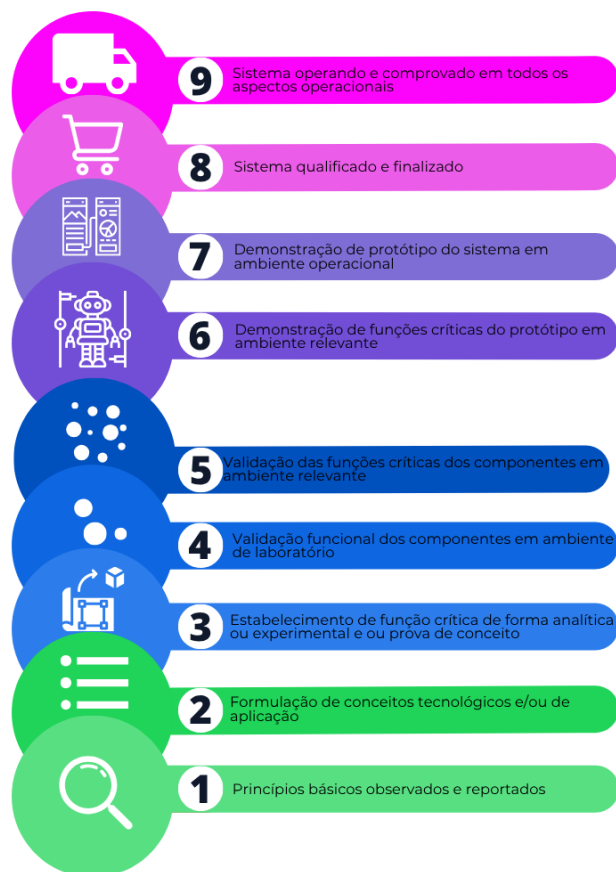 9
Sistema operando e comprovado em todos os
aspectos operacionais
8
Sistema qualificado e finalizado
7
Demonstração de protótipo do sistema em
ambiente operacional
6
Demonstração de funções críticas do protótipo em
ambiente relevante
5
Validação das funções críticas dos componentes em
ambiente relevante
4
Validação funcional dos componentes em ambiente
de laboratório
3
Estabelecimento de função crítica de forma analítica
ou experimental e ou prova de conceito
2
Formulação de conceitos tecnológicos e/ou de
aplicação
1
Princípios básicos observados e reportados